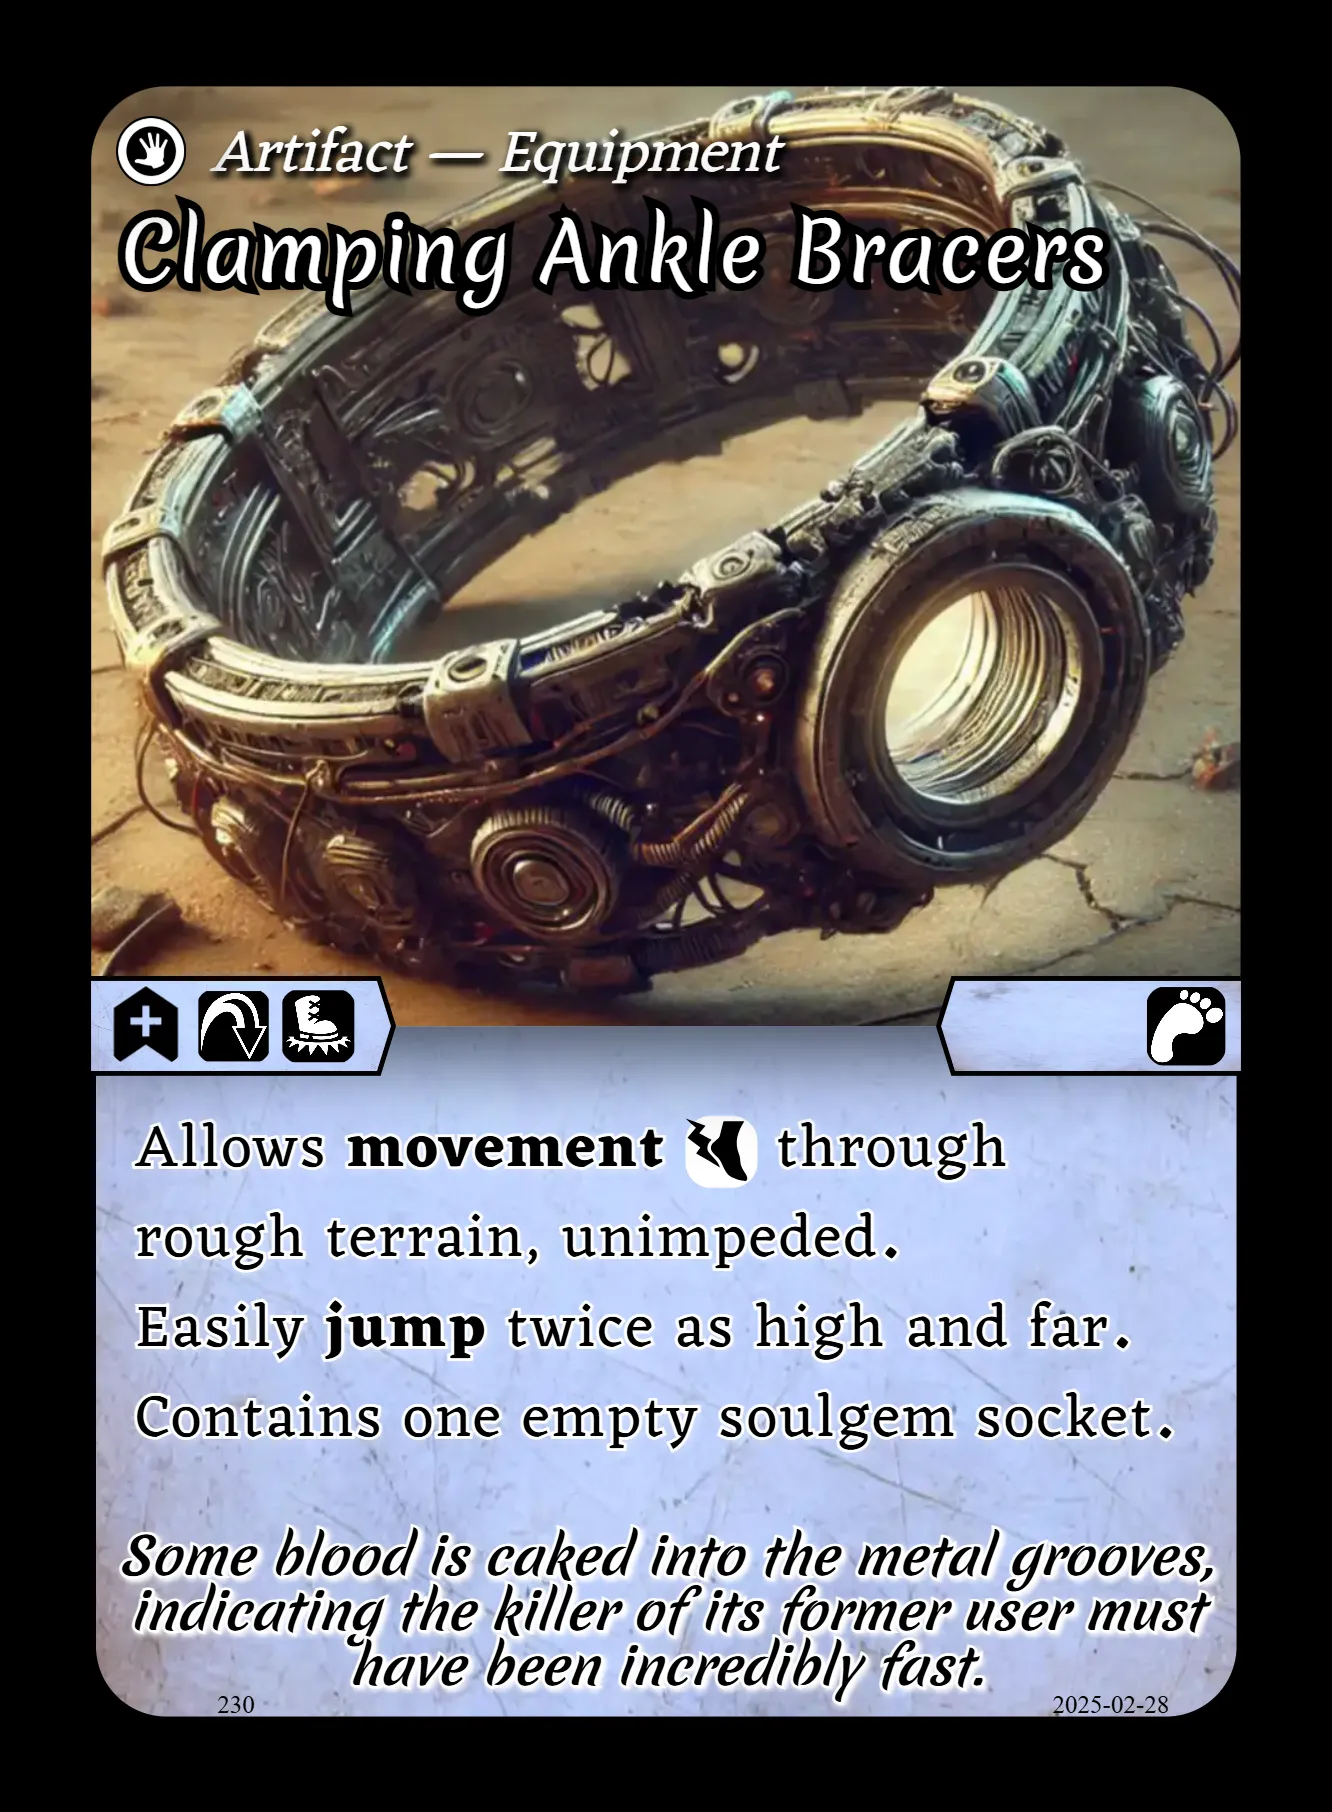 Artifact — Equipment
Clamping Ankle Bracers
Allows movement through
rough terrain, unimpeded.
Easily jump twice as high and far.
Contains one empty soulgem socket.
Some blood is caked into the metal grooves,
indicating the killer of its former user must
have been incredibly fast.
230
2025-02-28